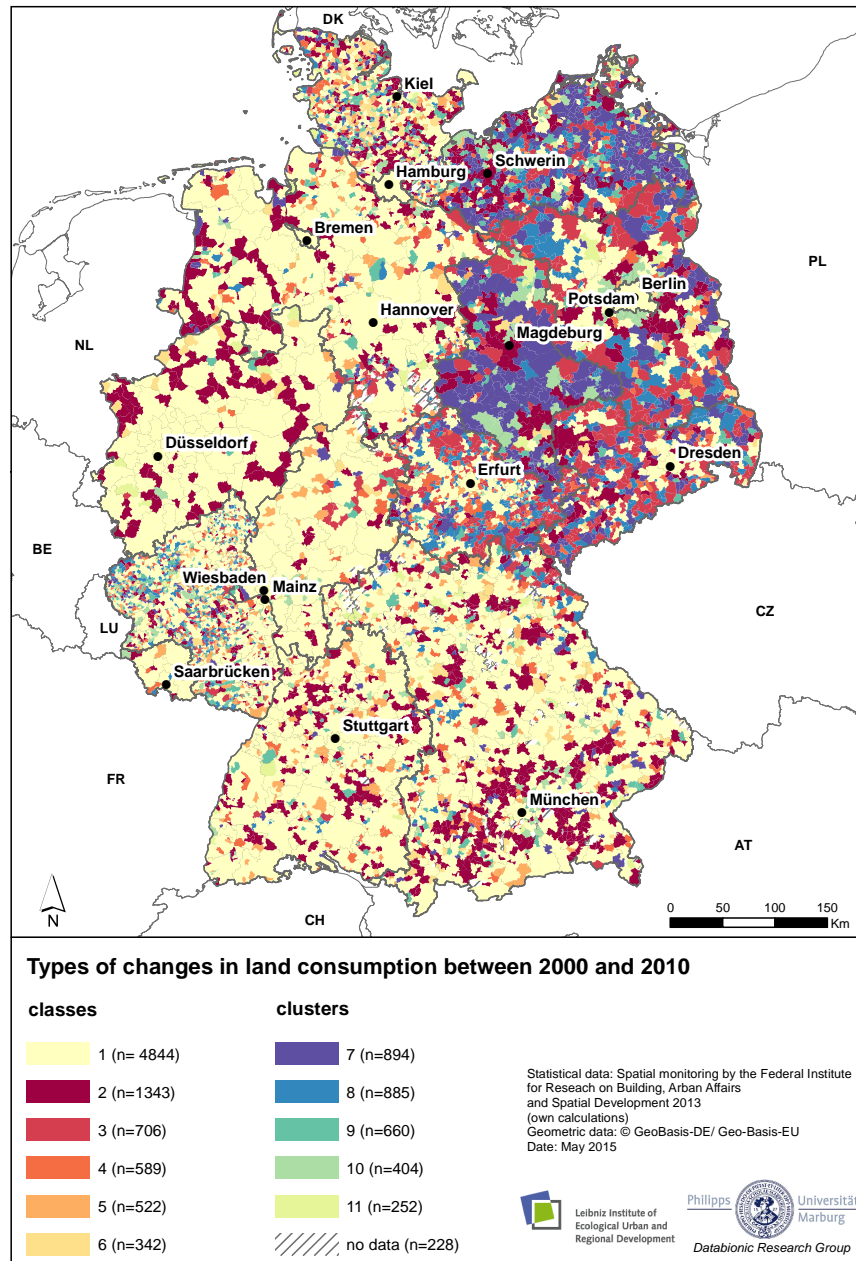 DK
Kiel
Schwerin
Hamburg
Bremen
PL
Berlin
Potsdam
Hannover
Magdeburg
NL
Düsseldorf
Dresden
Erfurt
BE
Wiesbaden
Mainz
CZ
LU
Saarbrücken
Stuttgart
FR
München
AT
N
CH
0 50 100 150
Km
Types of changes in land consumption between 2000 and 2010
classes
clusters
1 (n= 4844)
2 (n=1343)
3 (n=706)
4 (n=589)
5 (n=522)
6 (n=342)
7 (n=894)
8 (n=885)
9 (n=660)
10 (n=404)
11 (n=252)
no data (n=228)
Statistical data: Spatial monitoring by the Federal Institute
for Reseach on Building, Arban Affairs
and Spatial Development 2013
(own calculations)
Geometric data: © GeoBasis-DE/ Geo-Basis-EU
Date: May 2015
Leibniz Institute of
Ecological Urban and
Regional Development
Philipps Universität
Marburg
Databionic Research Group